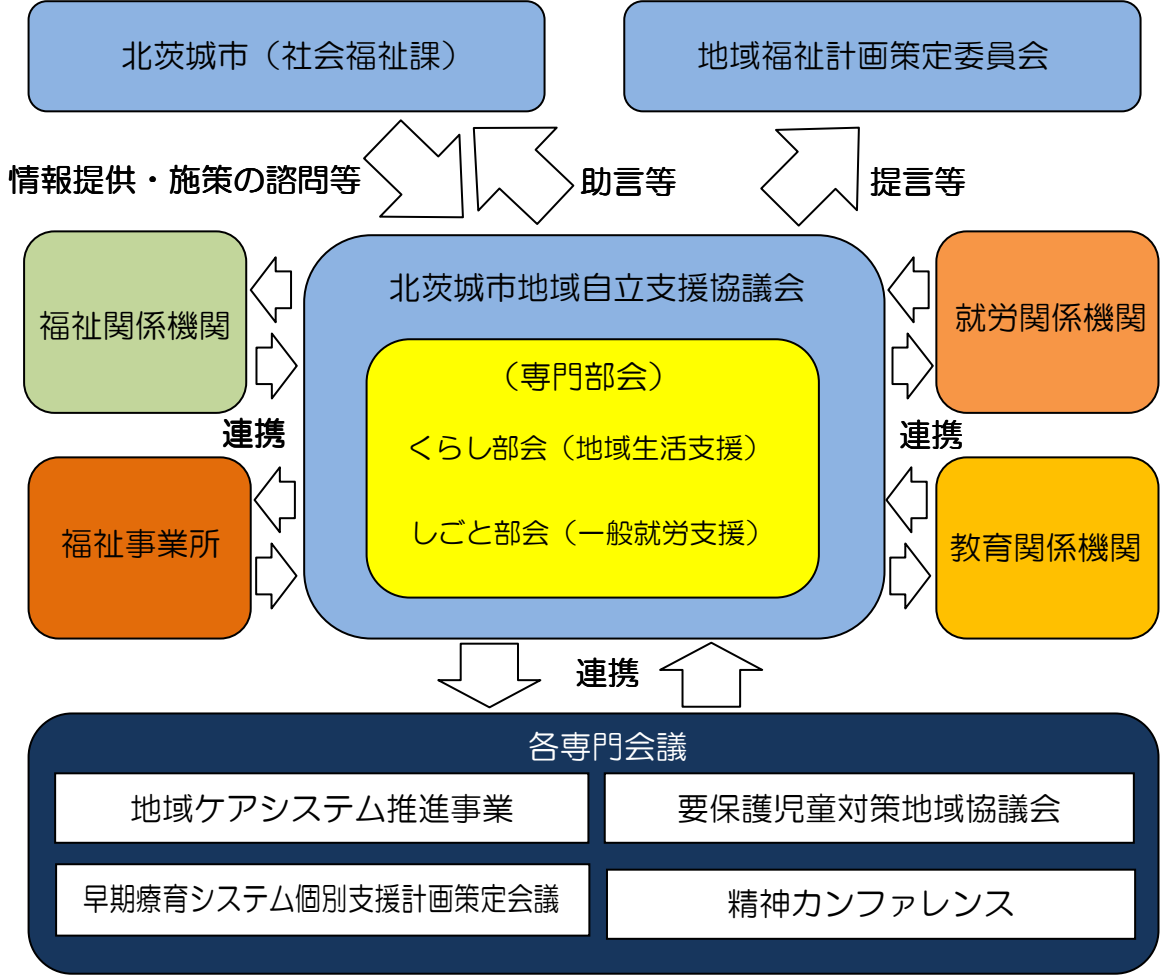 北茨城市（社会福祉課）
地域福祉計画策定委員会
情報提供・施策の諮問等
助言等
提言等
福祉関係機関
北茨城市地域自立支援協議会
就労関係機関
（専門部会）
くらし部会（地域生活支援）
しごと部会（一般就労支援）
連携
連携
福祉事業所
教育関係機関
連携
各専門会議
地域ケアシステム推進事業
要保護児童対策地域協議会
早期療育システム個別支援計画策定会議
精神カンファレンス